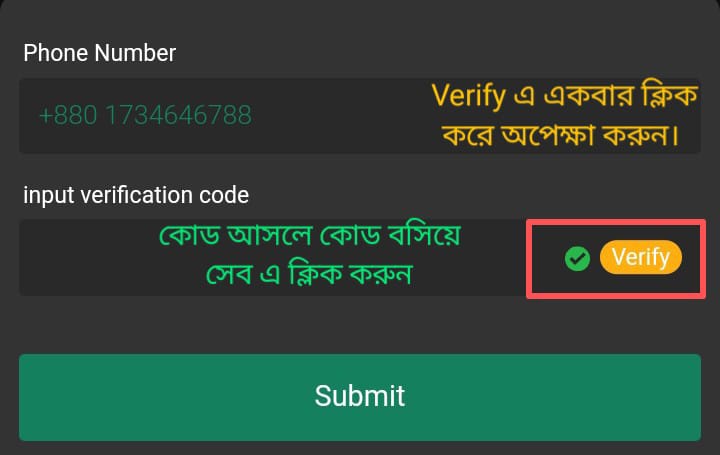 Phone Number
+880 1734646788
Verify এ একবার ক্লিক
করে অপেক্ষা করুন।
input verification code
কোড আসলে কোড বসিয়ে
সেব এ ক্লিক করুন
Verify
Submit